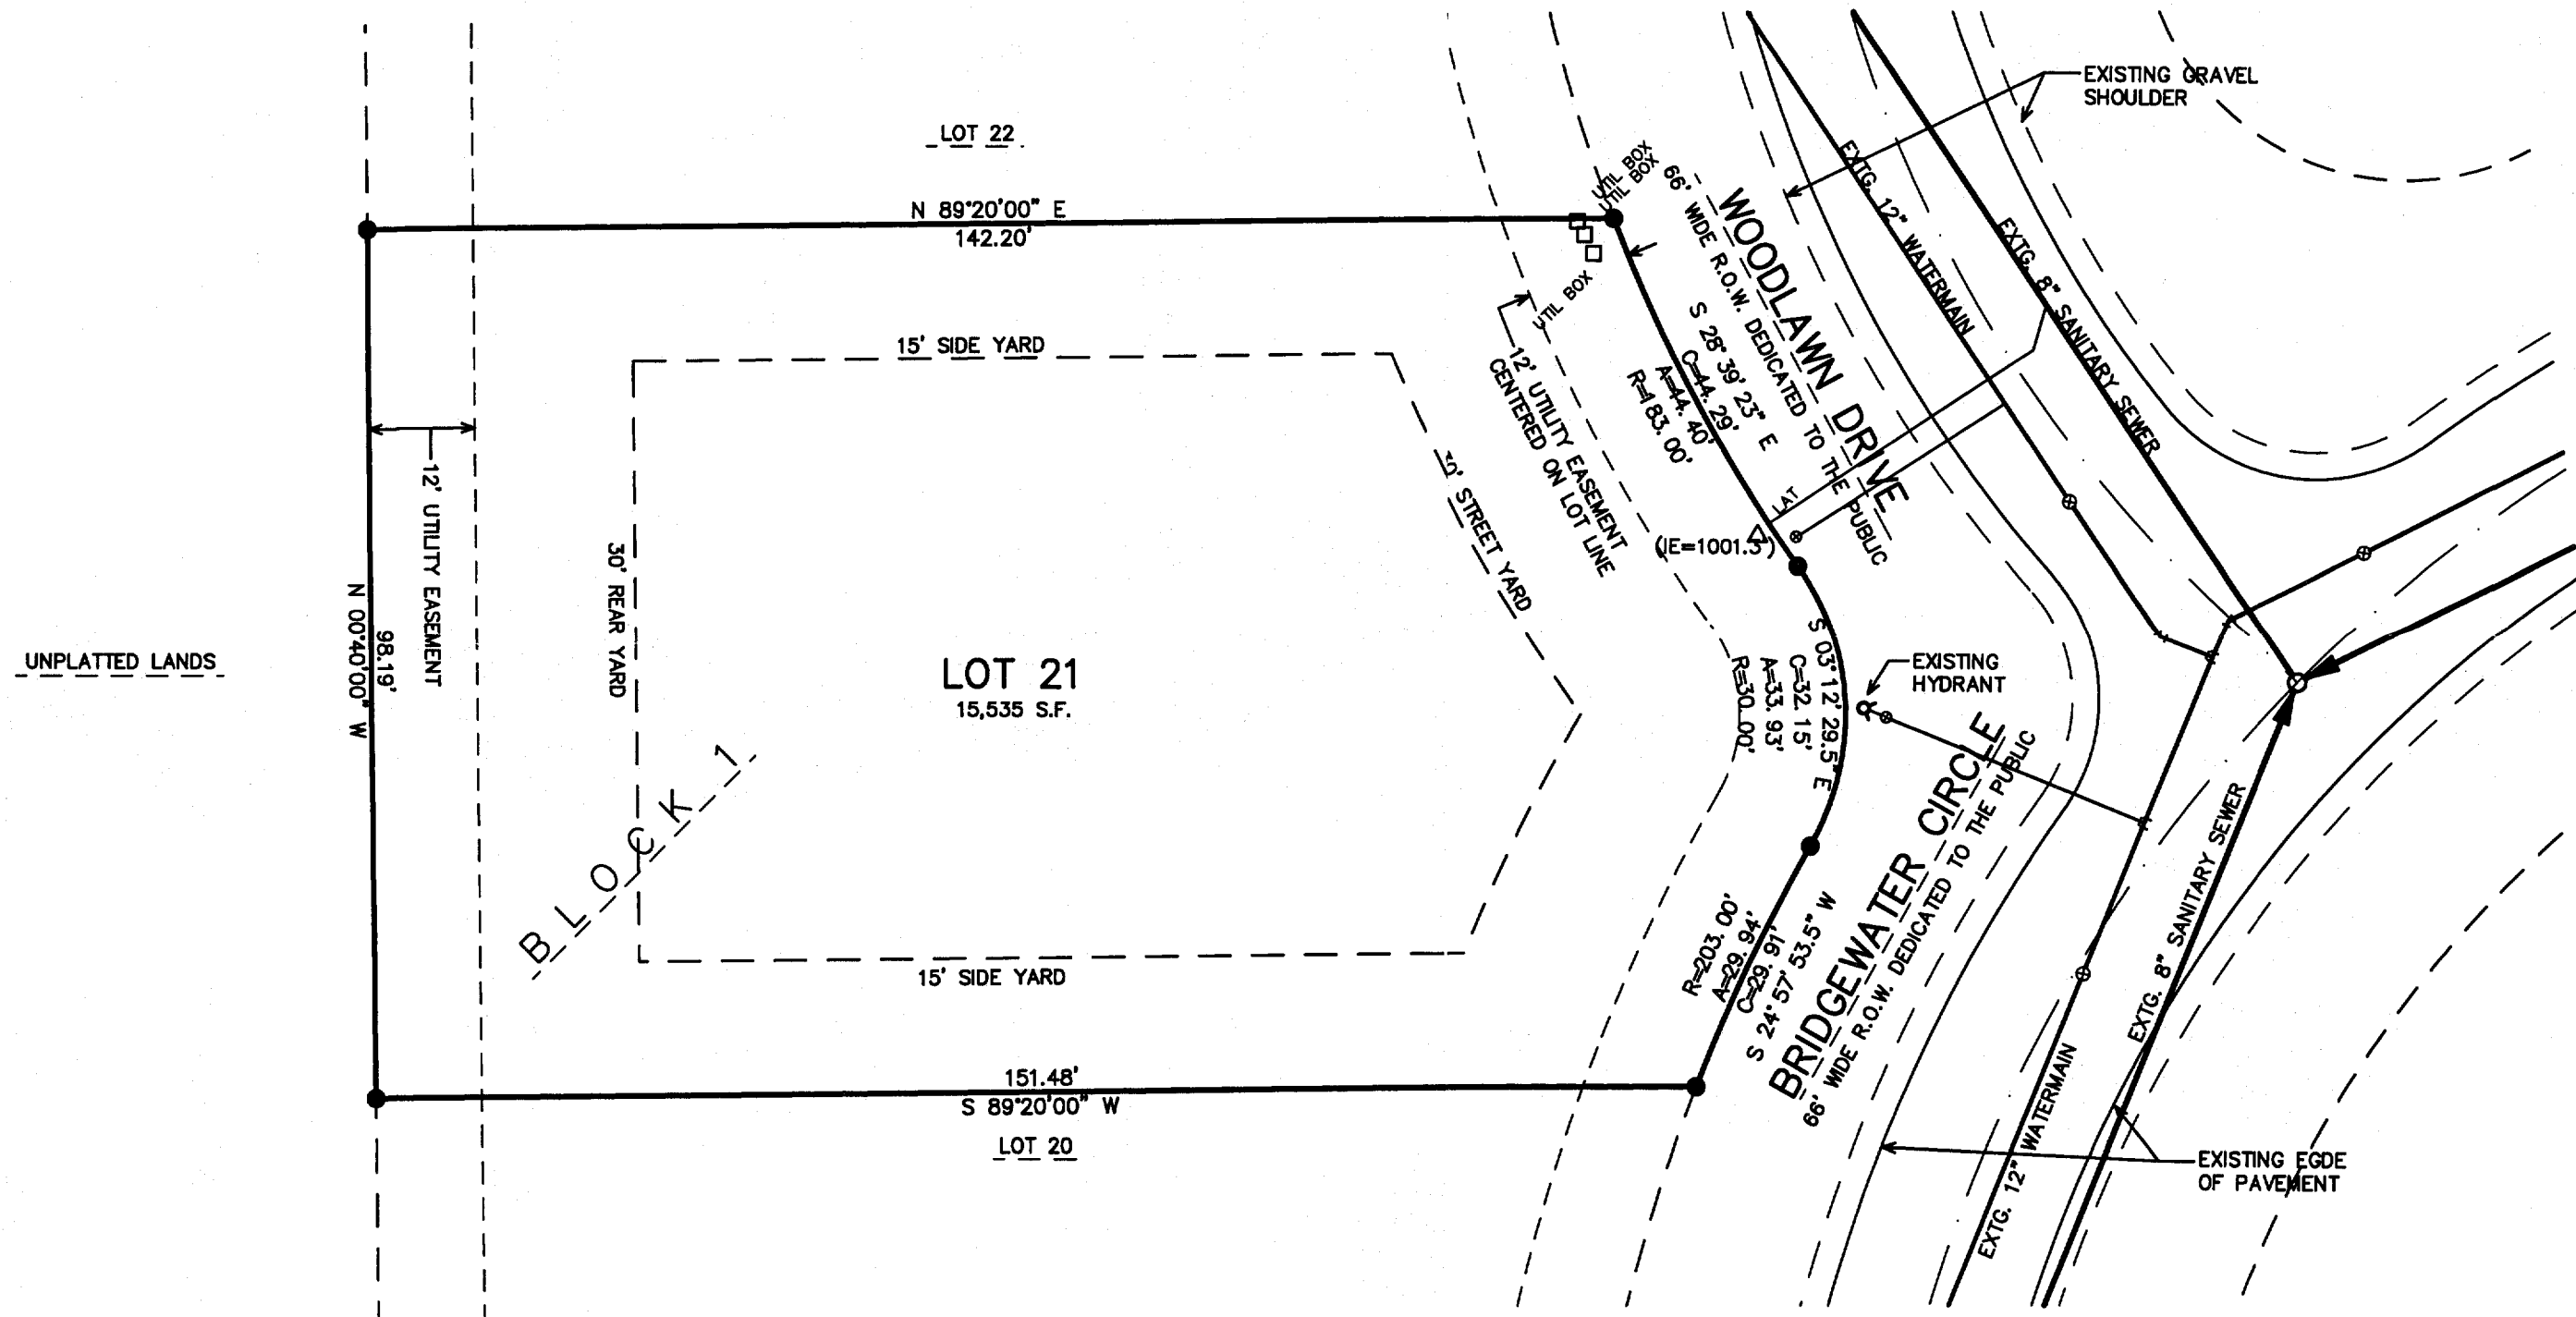 EXISTING GRAVEL
SHOULDER
LOT 22
UTIL BOX
UTIL BOX
N 89°20'00" E
142.20'
UTIL BOX
WOODLAWN DRIVE
66' WIDE R.O.W. DEDICATED TO THE PUBLIC
EXTG. 12" WATERMAIN
EXTG. 8" SANITARY SEWER
S 28° 39' 23" E
C=44.29'
A=44.40'
R=183.00'
12' UTILITY EASEMENT
CENTERED ON LOT LINE
15' SIDE YARD
12' UTILITY EASEMENT
30' STREET YARD
LAT
(IE=1001.3')
30' REAR YARD
98.19'
N 00°40'00" W
UNPLATTED LANDS
LOT 21
15,535 S.F.
S 03° 12' 29.5" E
C=32.15'
A=33.93'
R=30.00'
EXISTING
HYDRANT
BLOCK 1
BRIDGEWATER CIRCLE
66' WIDE R.O.W. DEDICATED TO THE PUBLIC
R=203.00'
A=29.94'
C=29.91'
S 24° 57' 53.5" W
15' SIDE YARD
EXTG. 8" SANITARY SEWER
EXTG. 12" WATERMAIN
151.48'
S 89°20'00" W
LOT 20
EXISTING EGDE
OF PAVEMENT